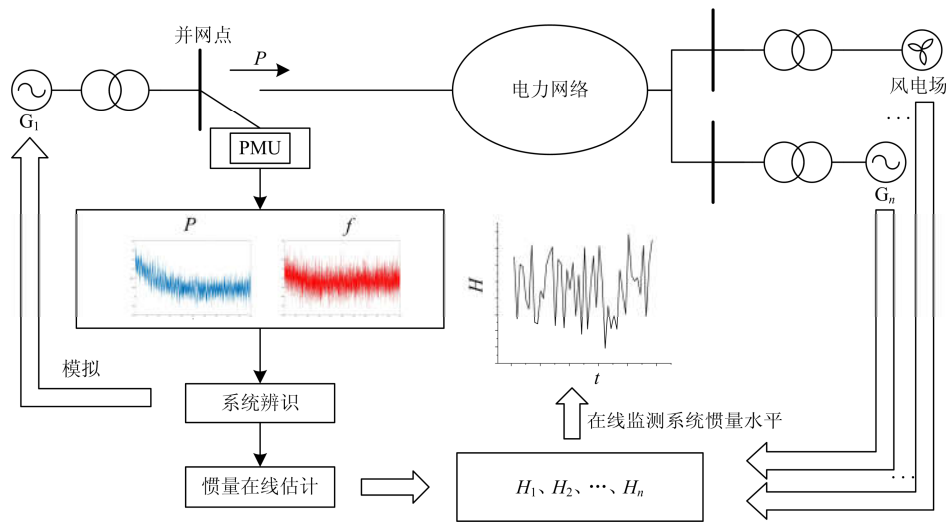 并网点
P
电力网络
风电场
G1
PMU
...
Gn
P
f
H
t
模拟
系统辨识
在线监测系统惯量水平
惯量在线估计
H1、H2、…、Hn
...